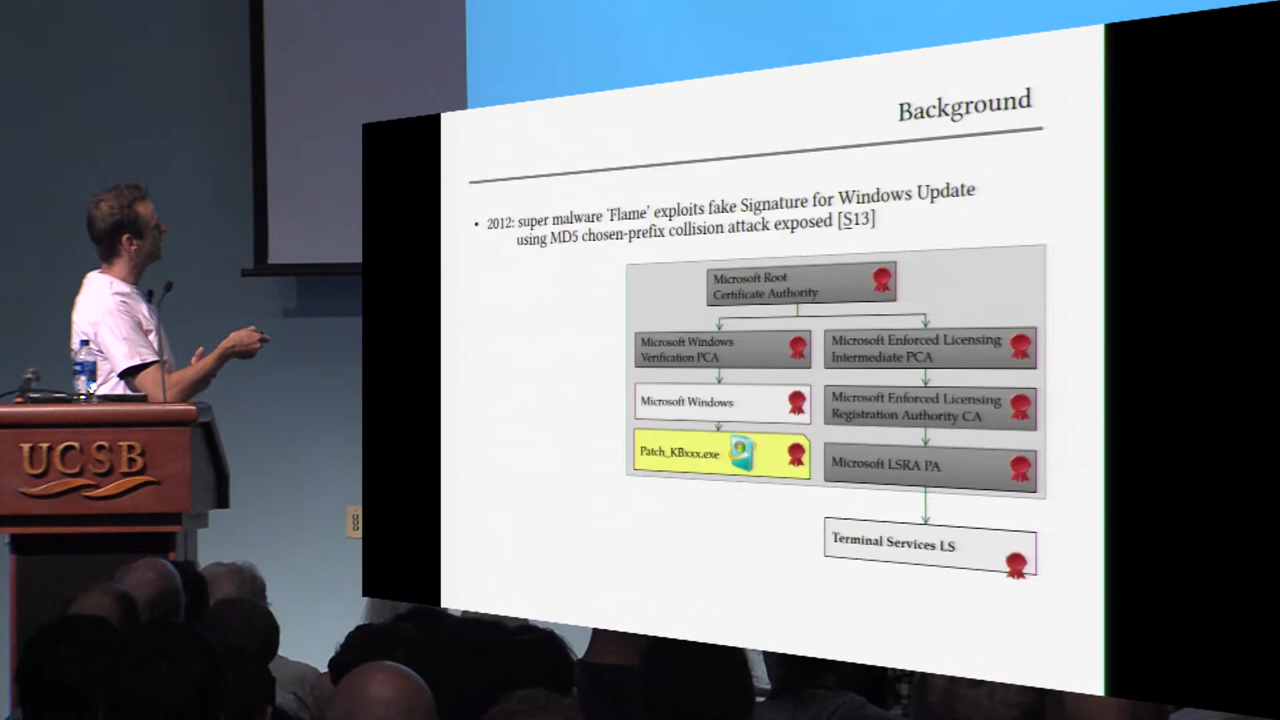 Background
• 2012: super malware 'Flame' exploits fake Signature for Windows Update
using MD5 chosen-prefix collision attack exposed [S13]
Microsoft Root
Certificate Authority
Microsoft Windows
Verification PCA
Microsoft Enforced Licensing
Intermediate PCA
Microsoft Windows
Microsoft Enforced Licensing
Registration Authority CA
Patch_KBxxx.exe
Microsoft LSRA PA
Terminal Services LS
UCSB